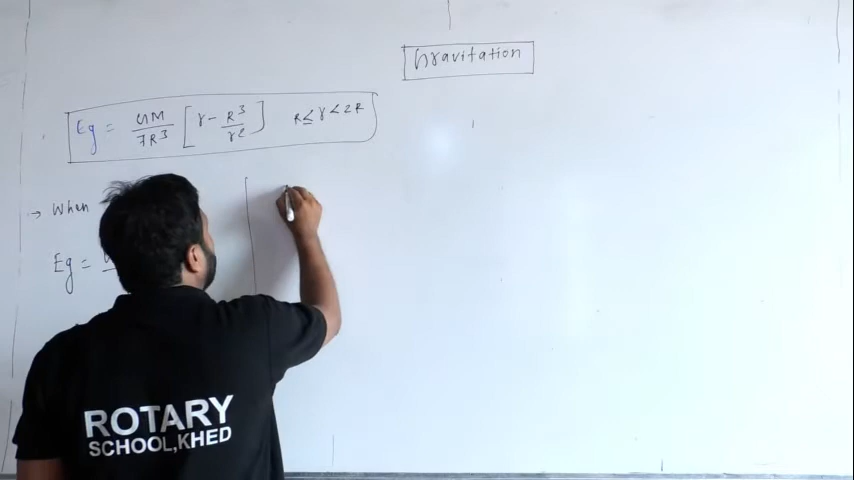 Gravitation
Eg = GM/7R³ [r - R³/r²] R ≤ r < 2R
→ When
Eg =
ROTARY
SCHOOL,KHED